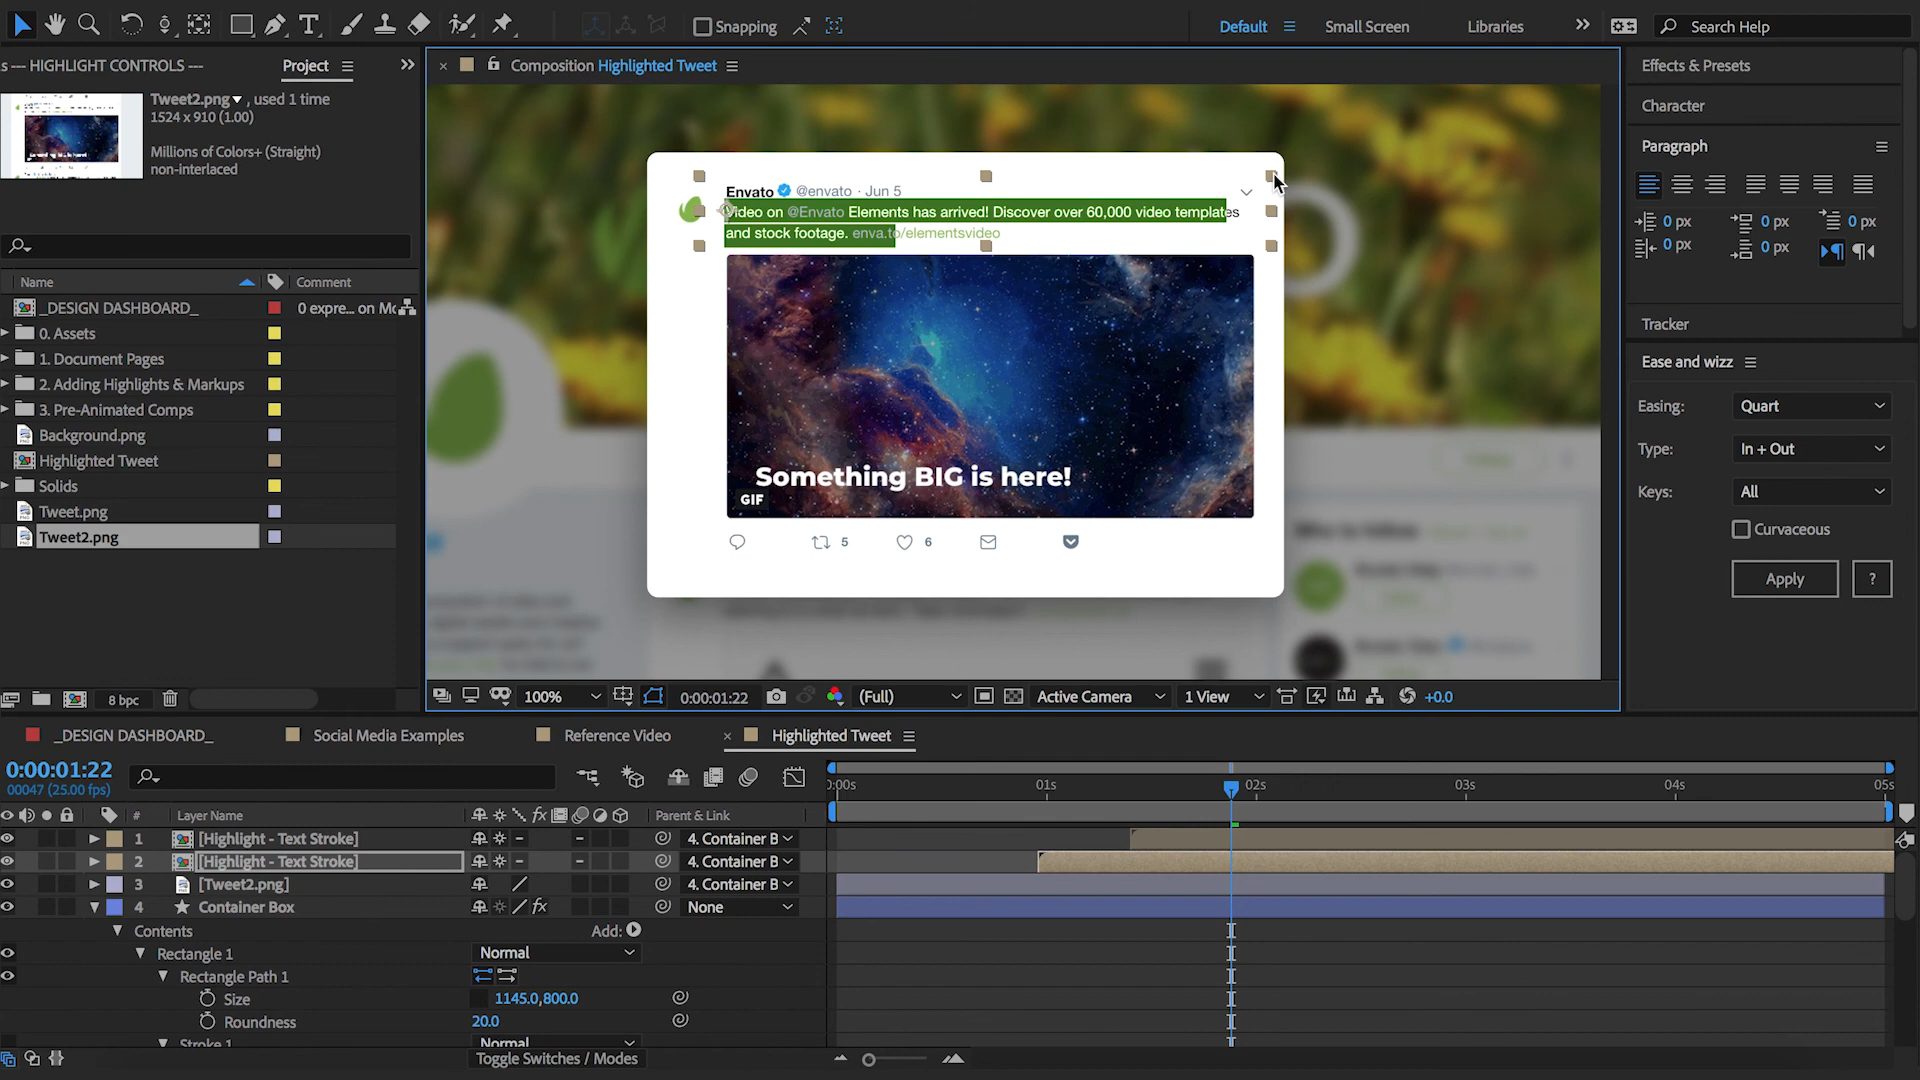 Snapping
Default
Small Screen
Libraries
Search Help
s --- HIGHLIGHT CONTROLS ---
Project
Composition Highlighted Tweet
Effects & Presets
Tweet2.png , used 1 time
1524 x 910 (1.00)
Millions of Colors+ (Straight)
non-interlaced
Character
Paragraph
0 px
0 px
0 px
0 px
0 px
Name
Comment
_DESIGN DASHBOARD_
0 expre... on Mc
0. Assets
1. Document Pages
2. Adding Highlights & Markups
3. Pre-Animated Comps
Background.png
Highlighted Tweet
Solids
Tweet.png
Tweet2.png
8 bpc
Envato @envato · Jun 5
Video on @Envato Elements has arrived! Discover over 60,000 video templates
and stock footage. enva.to/elementsvideo
Something BIG is here!
GIF
5
6
Tracker
Ease and wizz
Easing:
Quart
Type:
In + Out
Keys:
All
Curvaceous
Apply
?
100%
0:00:01:22
(Full)
Active Camera
1 View
+0.0
_DESIGN DASHBOARD_
Social Media Examples
Reference Video
Highlighted Tweet
0:00:01:22
00047 (25.00 fps)
0:00s
01s
02s
03s
04s
05s
#
Layer Name
fx
Parent & Link
1
[Highlight - Text Stroke]
4. Container B
2
[Highlight - Text Stroke]
4. Container B
3
[Tweet2.png]
4. Container B
4
Container Box
fx
None
Contents
Add:
Rectangle 1
Normal
Rectangle Path 1
Size
1145.0,800.0
Roundness
20.0
Stroke 1
Normal
Toggle Switches / Modes